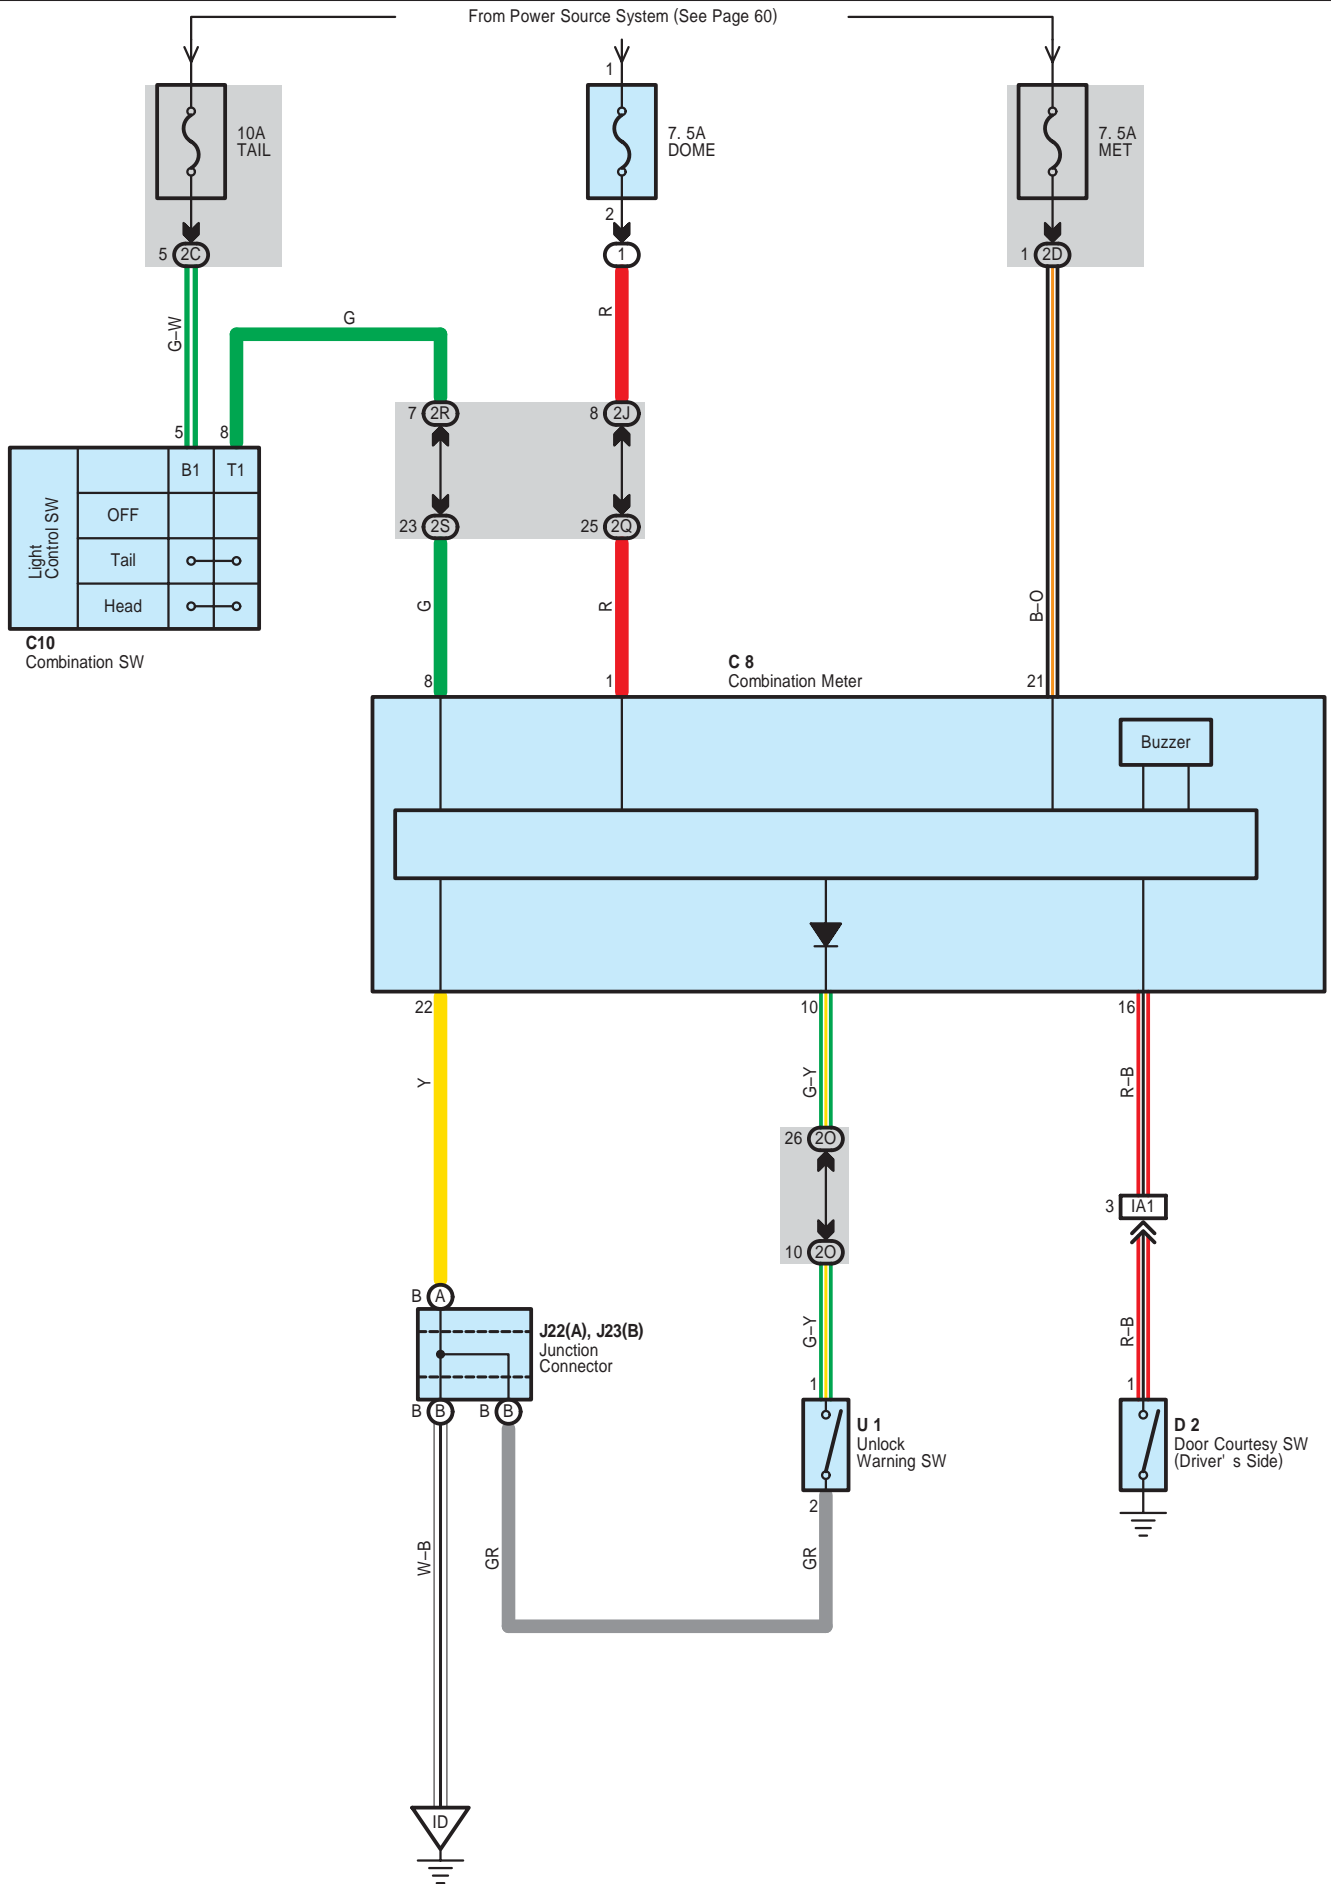 From Power Source System (See Page 60)
1
10A
TAIL
7. 5A
DOME
7. 5A
MET
2
5 2C
1
1 2D
G–W
G
R
7 2R
8 2J
5
8
B1 T1
OFF
Tail
Head
Light
Control SW
C10
Combination SW
23 2S
25 2Q
G
R
B–O
8
1
C 8
Combination Meter
21
Buzzer
22
10
16
Y
G–Y
R–B
26 2O
3 IA1
10 2O
B A
J22(A), J23(B)
Junction
Connector
G–Y
R–B
B B
B B
1
1
U 1
Unlock
Warning SW
D 2
Door Courtesy SW
(Driver' s Side)
2
W–B
GR
GR
ID